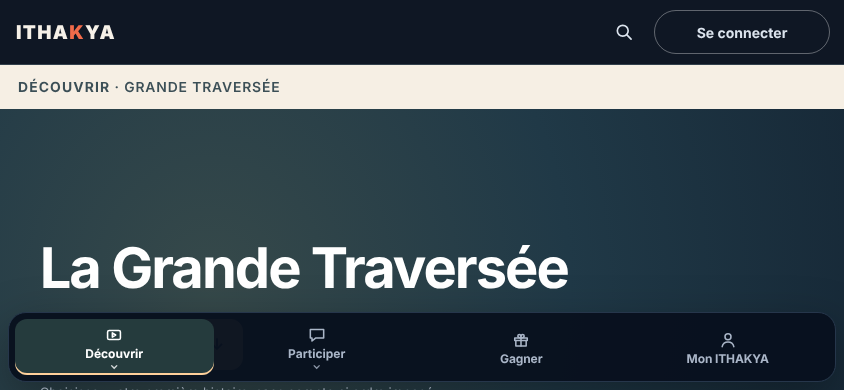 ITHAKYA
Se connecter
DÉCOUVRIR · GRANDE TRAVERSÉE
La Grande Traversée
Découvrir
Participer
Gagner
Mon ITHAKYA